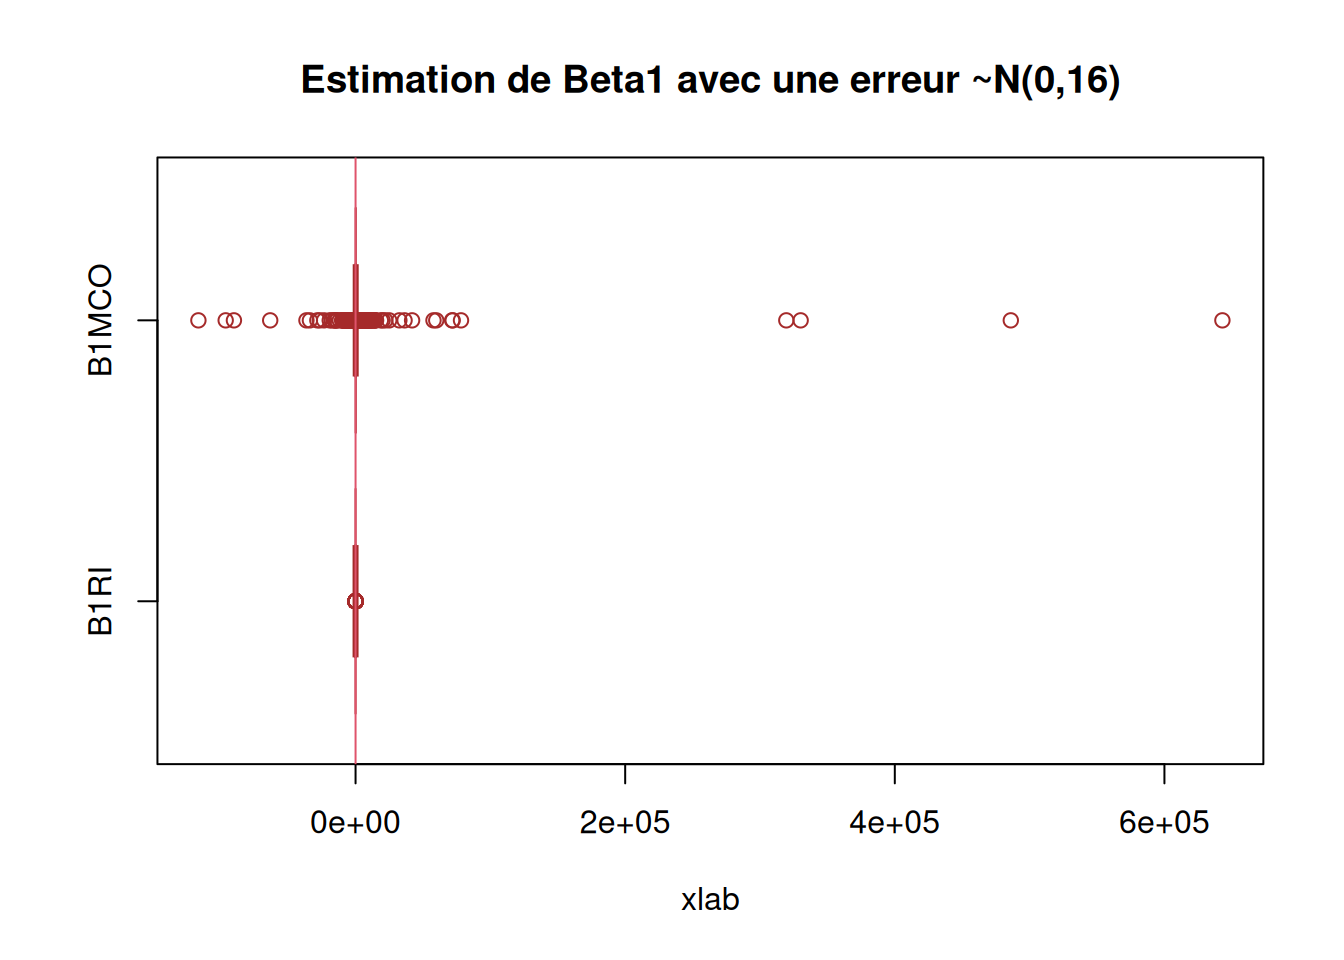 Estimation de Beta1 avec une erreur ~N(0,16)
B1MCO
B1RI
0e+00 2e+05 4e+05 6e+05
xlab